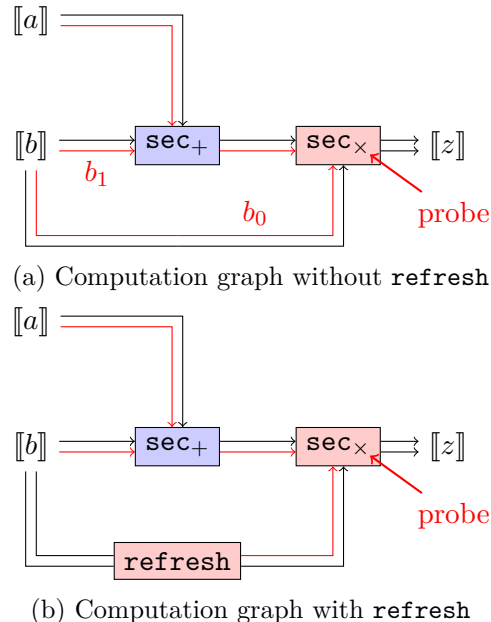 ⟦a⟧
⟦b⟧ sec₊ sec× ⟦z⟧
b₁
b₀ probe
(a) Computation graph without refresh
⟦a⟧
⟦b⟧ sec₊ sec× ⟦z⟧
probe
refresh
(b) Computation graph with refresh